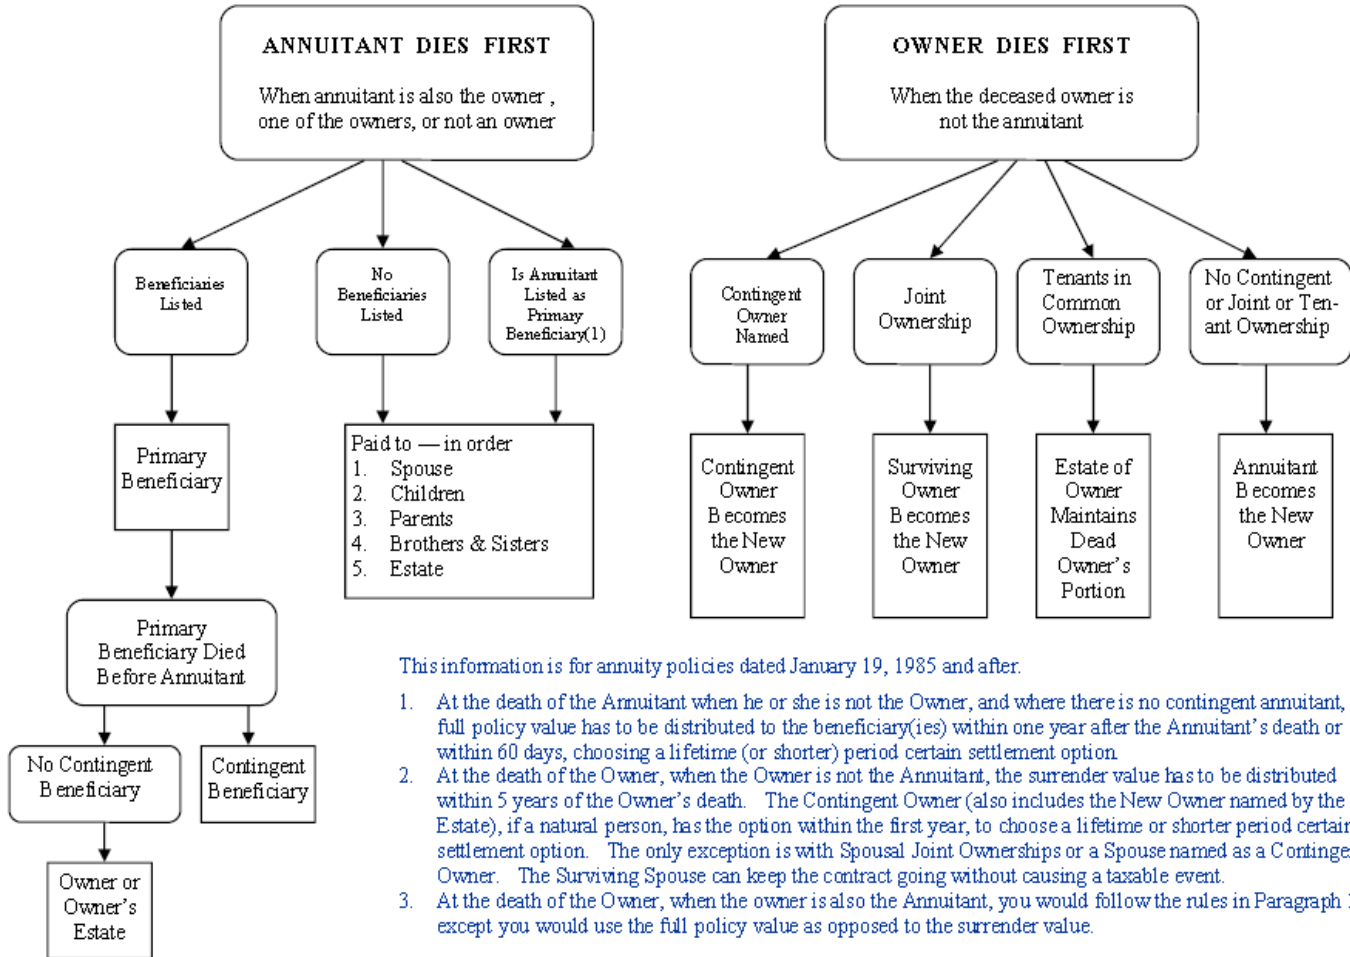 ANNUITANT DIES FIRST
When annuitant is also the owner ,
one of the owners, or not an owner
OWNER DIES FIRST
When the deceased owner is
not the annuitant
Beneficiaries
Listed
No
Beneficiaries
Listed
Is Annuitant
Listed as
Primary
Beneficiary(1)
Contingent
Owner
Named
Joint
Ownership
Tenants in
Common
Ownership
No Contingent
or Joint or Ten-
ant Ownership
Primary
Beneficiary
Paid to — in order
1. Spouse
2. Children
3. Parents
4. Brothers & Sisters
5. Estate
Contingent
Owner
Becomes
the New
Owner
Surviving
Owner
Becomes
the New
Owner
Estate of
Owner
Maintains
Dead
Owner's
Portion
Annuitant
Becomes
the New
Owner
Primary
Beneficiary Died
Before Annuitant
No Contingent
Beneficiary
Contingent
Beneficiary
Owner or
Owner's
Estate
This information is for annuity policies dated January 19, 1985 and after.
1. At the death of the Annuitant when he or she is not the Owner, and where there is no contingent annuitant,
full policy value has to be distributed to the beneficiary(ies) within one year after the Annuitant's death or
within 60 days, choosing a lifetime (or shorter) period certain settlement option.
2. At the death of the Owner, when the Owner is not the Annuitant, the surrender value has to be distributed
within 5 years of the Owner's death. The Contingent Owner (also includes the New Owner named by the
Estate), if a natural person, has the option within the first year, to choose a lifetime or shorter period certain
settlement option. The only exception is with Spousal Joint Ownerships or a Spouse named as a Continge
Owner. The Surviving Spouse can keep the contract going without causing a taxable event.
3. At the death of the Owner, when the owner is also the Annuitant, you would follow the rules in Paragraph
except you would use the full policy value as opposed to the surrender value.